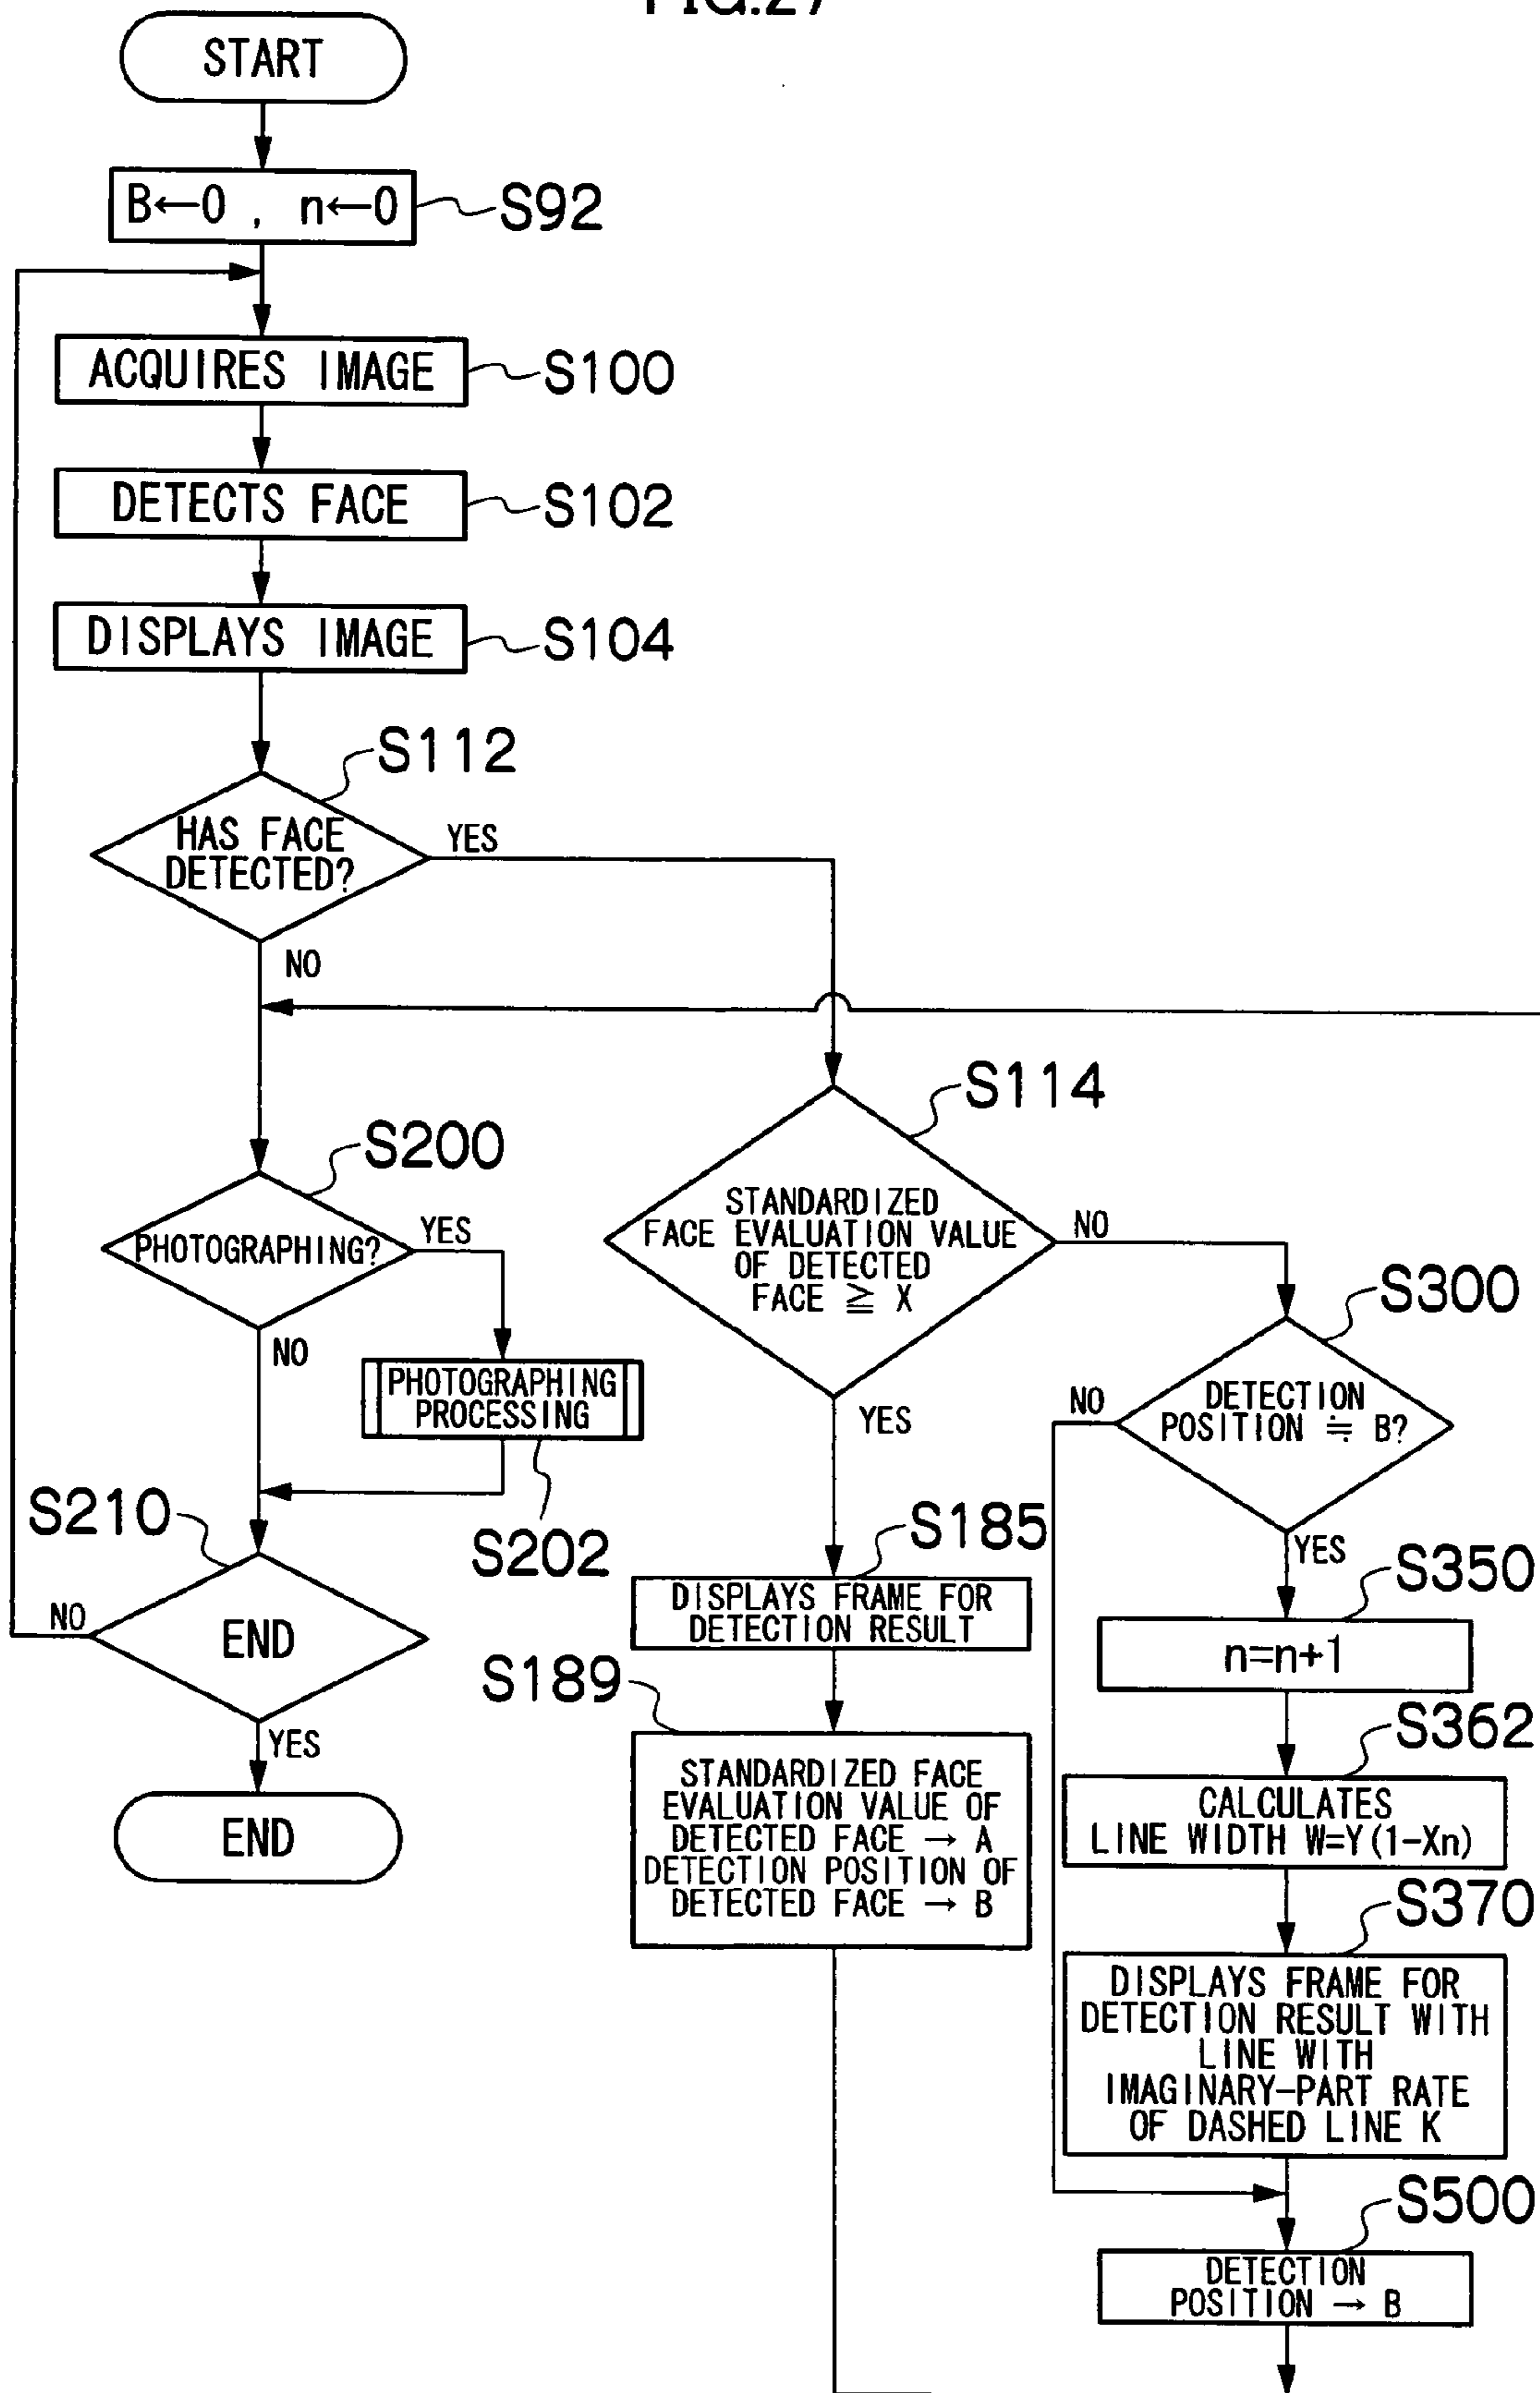 FIG.27
START
B←0 , n←0
S92
ACQUIRES IMAGE
S100
DETECTS FACE
S102
DISPLAYS IMAGE
S104
S112
HAS FACE
DETECTED?
YES
NO
S114
STANDARDIZED
FACE EVALUATION VALUE
OF DETECTED
FACE ≧ X
NO
YES
S200
PHOTOGRAPHING?
YES
NO
PHOTOGRAPHING
PROCESSING
S202
S210
END
NO
YES
END
S300
DETECTION
POSITION ≒ B?
NO
YES
S185
DISPLAYS FRAME FOR
DETECTION RESULT
S189
STANDARDIZED FACE
EVALUATION VALUE OF
DETECTED FACE → A
DETECTION POSITION OF
DETECTED FACE → B
S350
n=n+1
S362
CALCULATES
LINE WIDTH W=Y(1-Xn)
S370
DISPLAYS FRAME FOR
DETECTION RESULT WITH
LINE WITH
IMAGINARY-PART RATE
OF DASHED LINE K
S500
DETECTION
POSITION → B